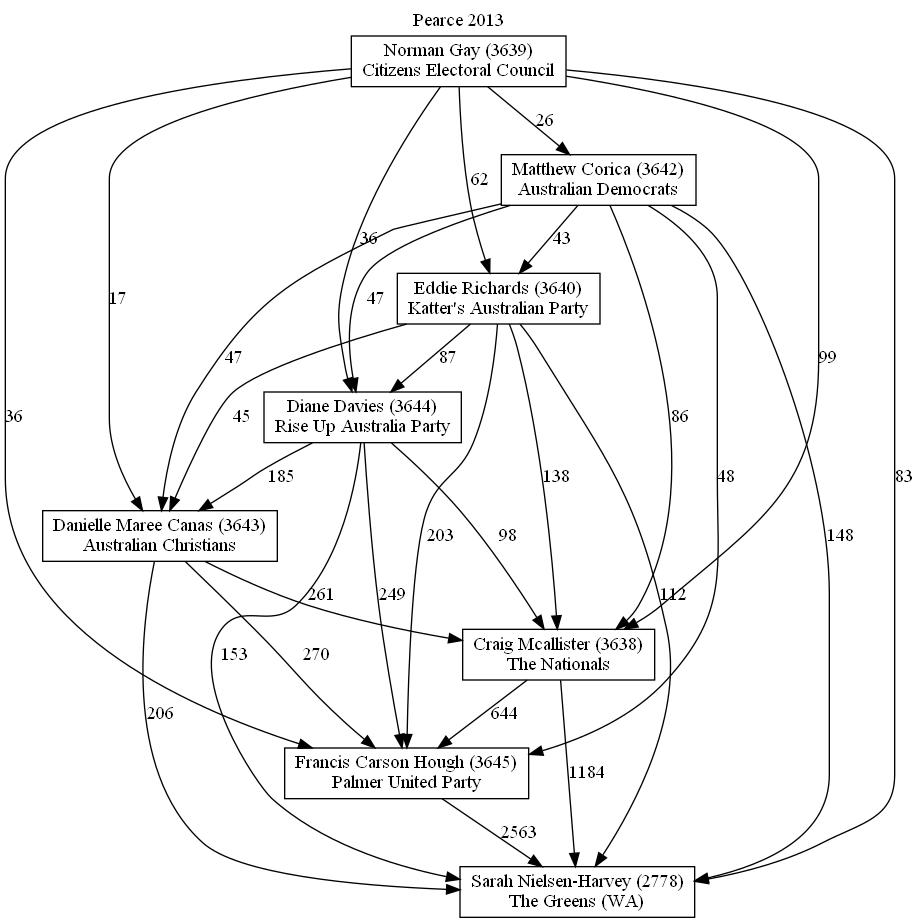 Pearce 2013
Norman Gay (3639)
Citizens Electoral Council
26
Matthew Corica (3642)
Australian Democrats
62
36
43
Eddie Richards (3640)
Katter's Australian Party
47
17
47
87
99
Diane Davies (3644)
Rise Up Australia Party
36
45
86
185
138
48
83
Danielle Maree Canas (3643)
Australian Christians
203
98
148
261
249
112
Craig Mcallister (3638)
The Nationals
153
270
206
644
Francis Carson Hough (3645)
Palmer United Party
1184
2563
Sarah Nielsen-Harvey (2778)
The Greens (WA)